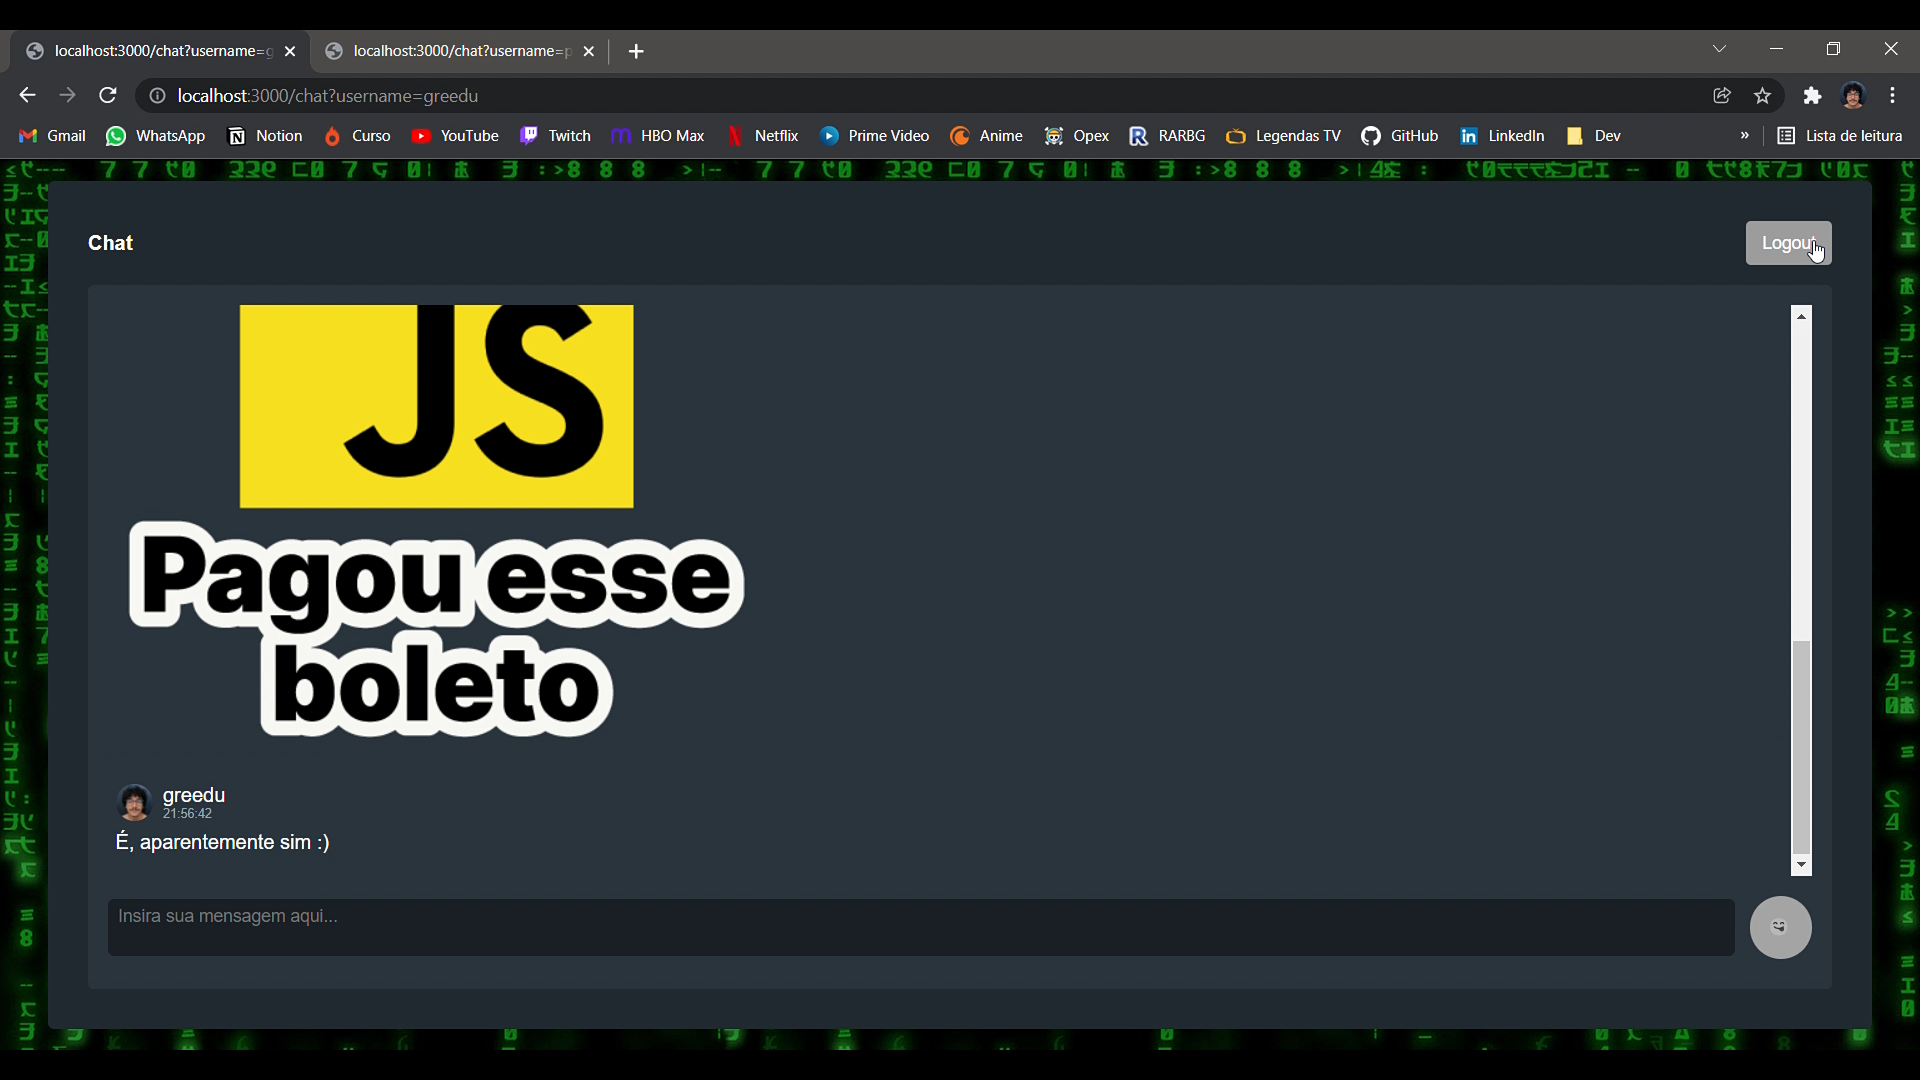 localhost:3000/chat?username=g
localhost:3000/chat?username=p
localhost:3000/chat?username=greedu
Gmail WhatsApp Notion Curso YouTube Twitch HBO Max Netflix Prime Video Anime Opex RARBG Legendas TV GitHub LinkedIn Dev » Lista de leitura
Chat
Logout
JS
Pagou esse
boleto
greedu
21:56:42
É, aparentemente sim :)
Insira sua mensagem aqui...